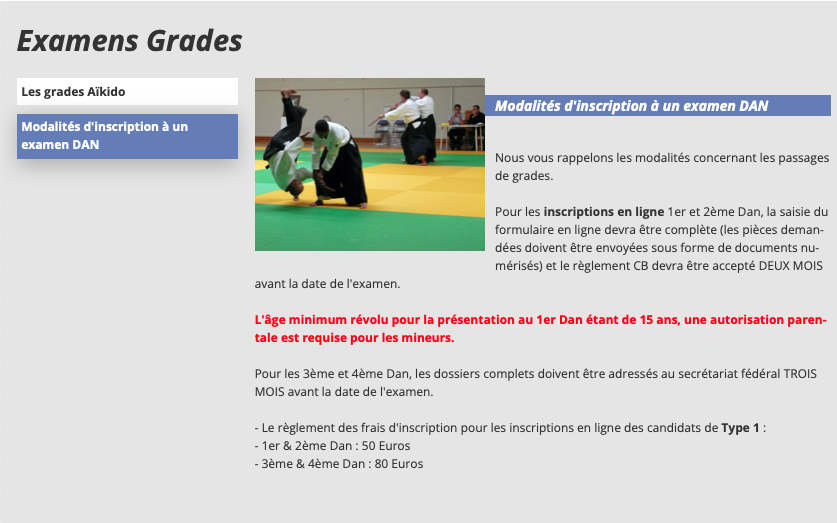 Examens Grades
Les grades Aïkido
Modalités d'inscription à un
examen DAN
Modalités d'inscription à un examen DAN
Nous vous rappelons les modalités concernant les passages
de grades.
Pour les inscriptions en ligne 1er et 2ème Dan, la saisie du
formulaire en ligne devra être complète (les pièces deman-
dées doivent être envoyées sous forme de documents nu-
mérisés) et le règlement CB devra être accepté DEUX MOIS
avant la date de l'examen.
L'âge minimum révolu pour la présentation au 1er Dan étant de 15 ans, une autorisation paren-
tale est requise pour les mineurs.
Pour les 3ème et 4ème Dan, les dossiers complets doivent être adressés au secrétariat fédéral TROIS
MOIS avant la date de l'examen.
- Le règlement des frais d'inscription pour les inscriptions en ligne des candidats de Type 1 :
- 1er & 2ème Dan : 50 Euros
- 3ème & 4ème Dan : 80 Euros